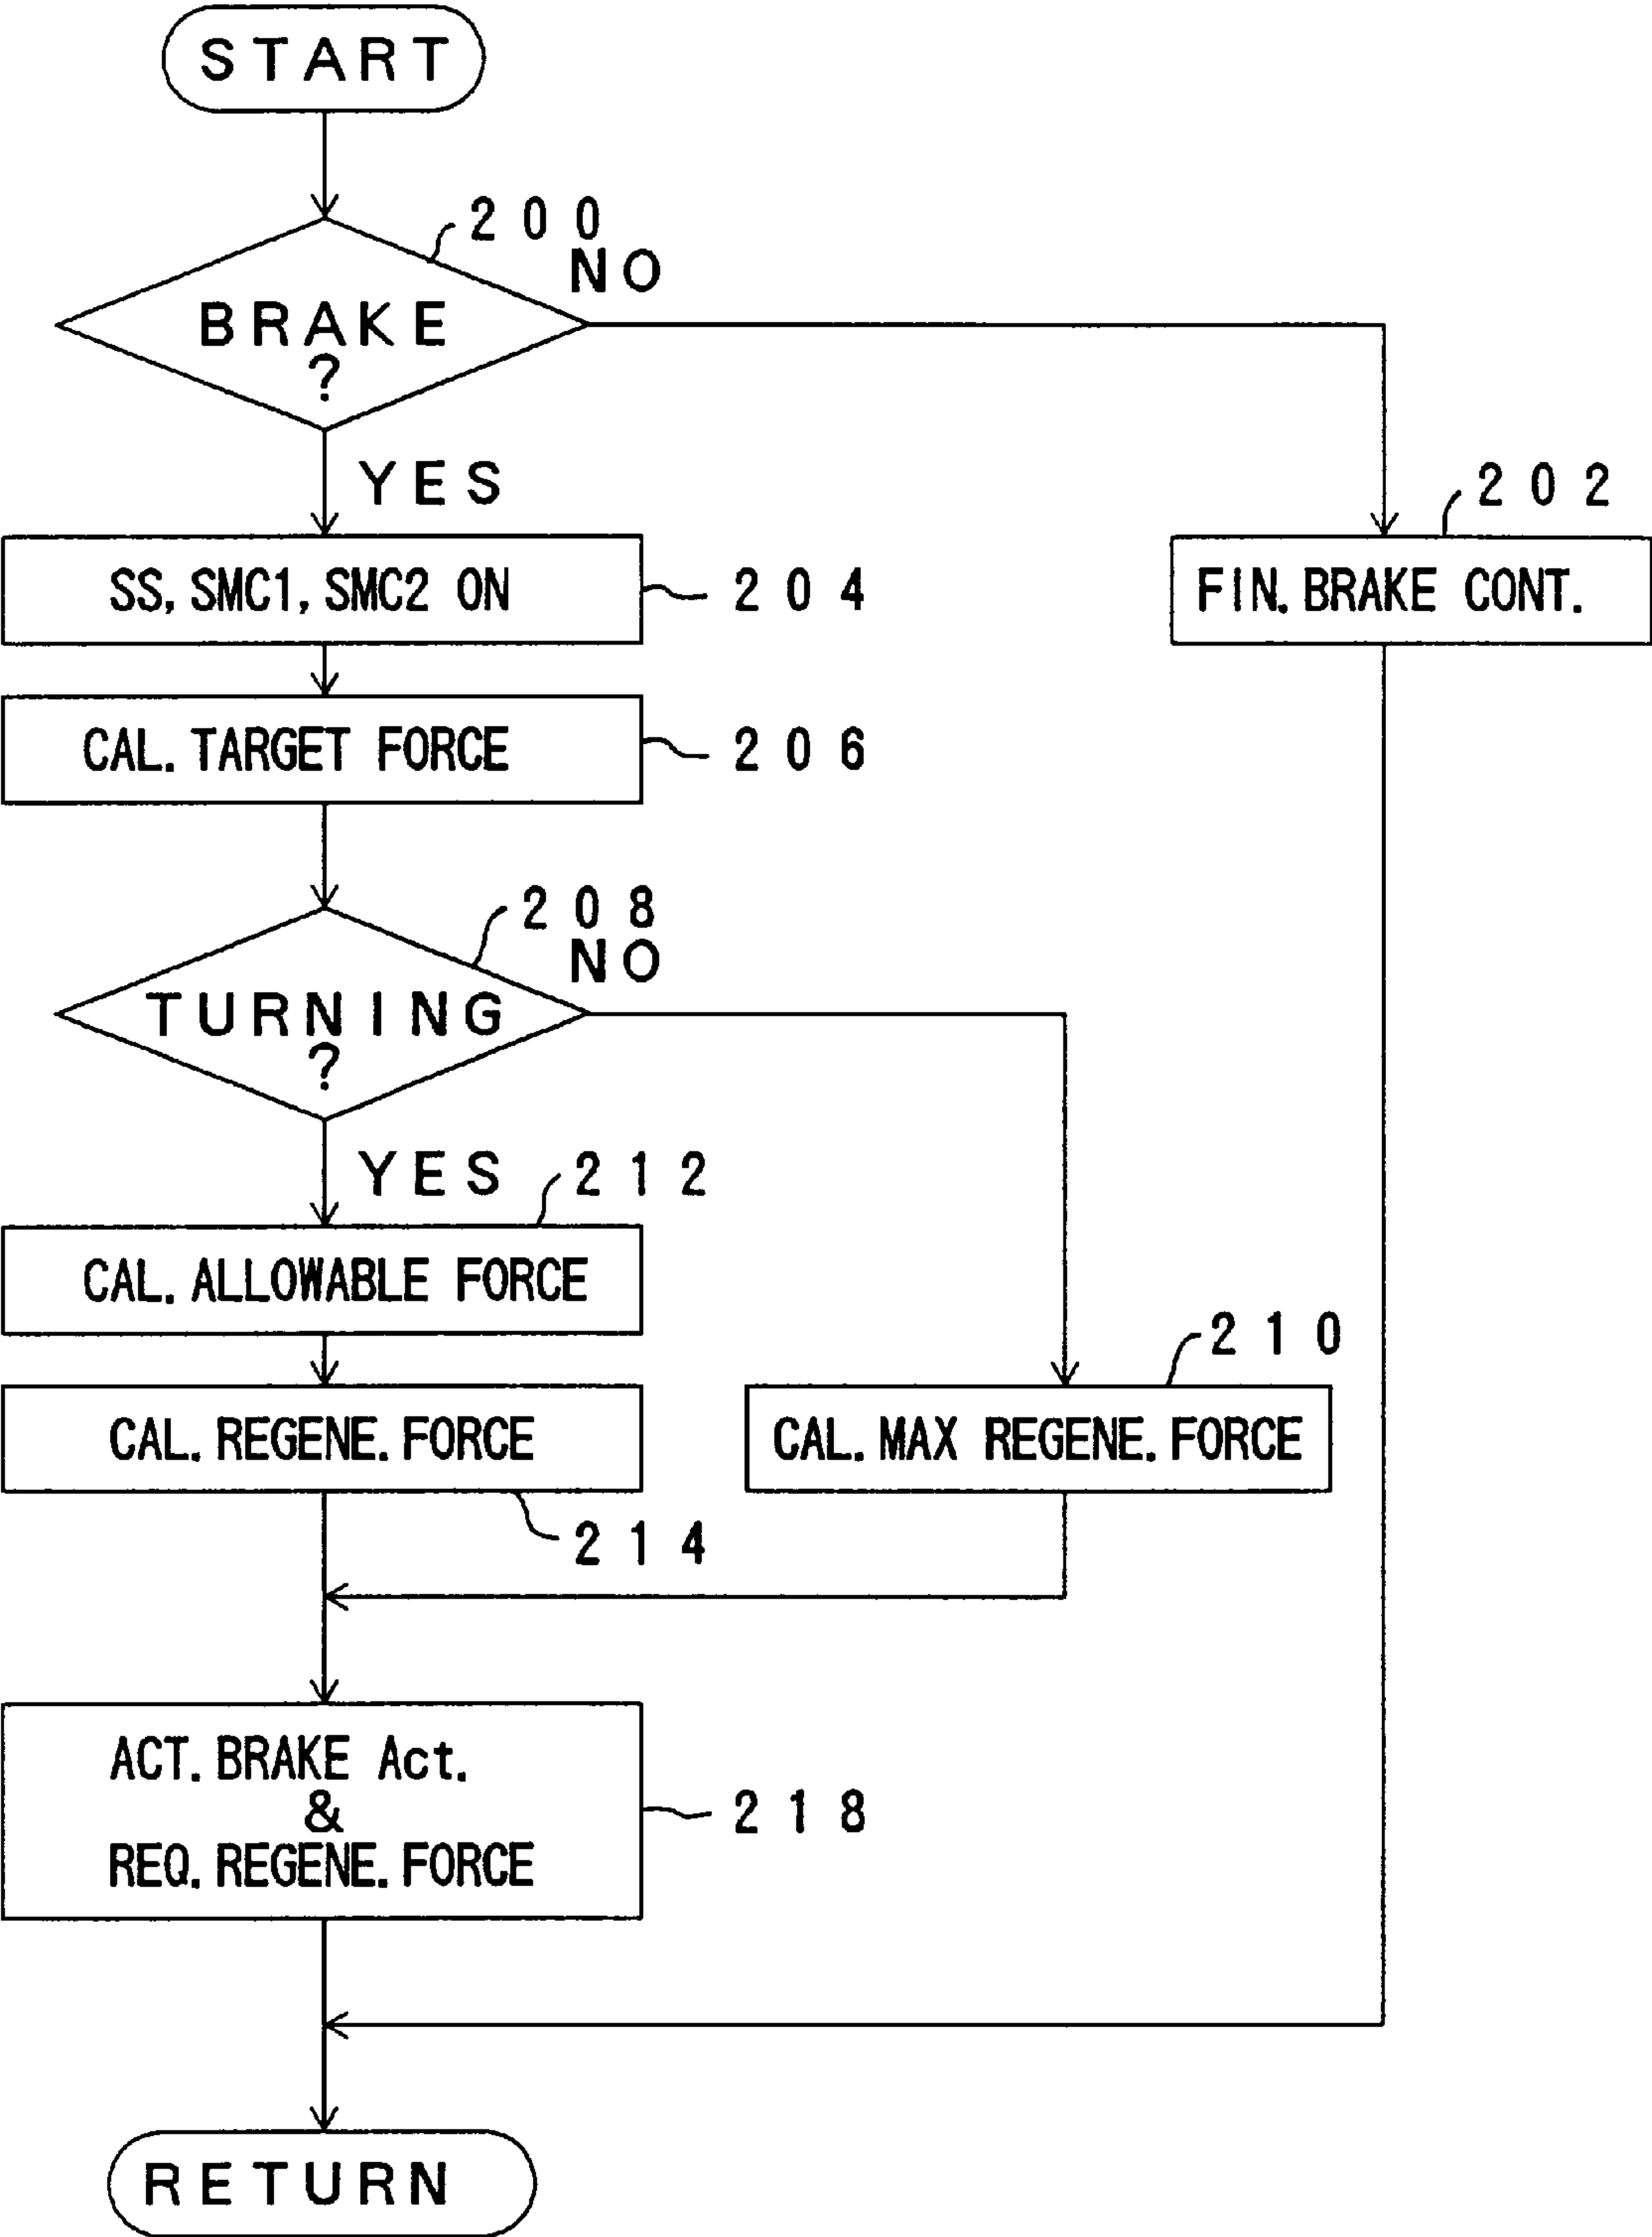 START
200
NO
BRAKE
?
YES
202
SS, SMC1, SMC2 ON
204
FIN. BRAKE CONT.
CAL. TARGET FORCE
206
208
NO
TURNING
?
YES
212
CAL. ALLOWABLE FORCE
210
CAL. REGENE. FORCE
CAL. MAX REGENE. FORCE
214
ACT. BRAKE Act.
&
REQ. REGENE. FORCE
218
RETURN